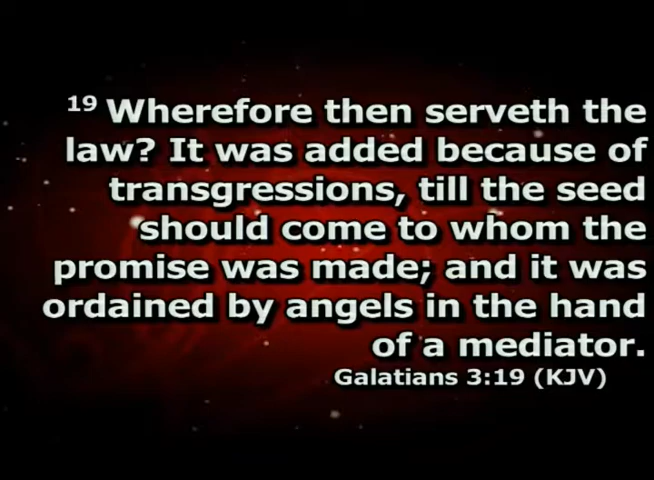 19 Wherefore then serveth the
law? It was added because of
transgressions, till the seed
should come to whom the
promise was made; and it was
ordained by angels in the hand
of a mediator.
Galatians 3:19 (KJV)